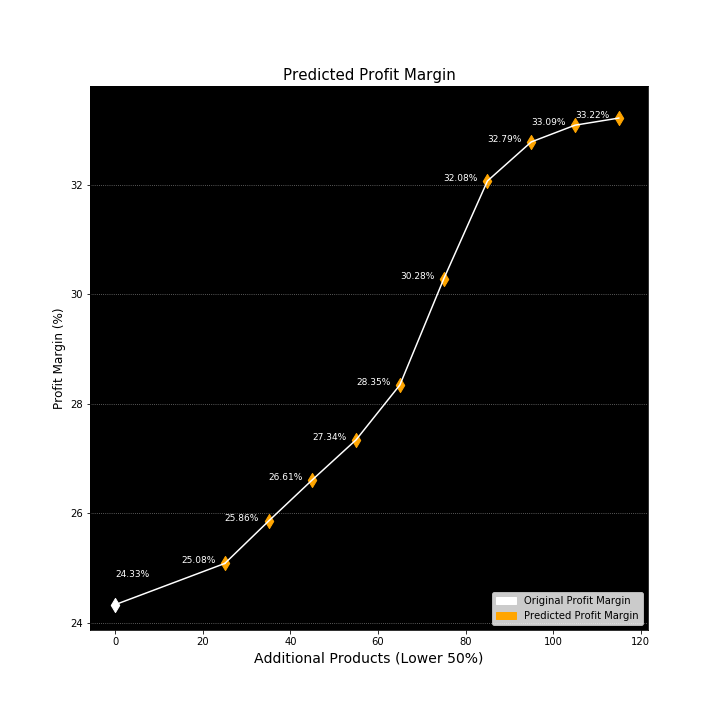 Predicted Profit Margin
33.22%
33.09%
32.79%
32.08%
30.28%
28.35%
27.34%
26.61%
25.86%
25.08%
24.33%
32
30
28
26
24
Profit Margin (%)
Original Profit Margin
Predicted Profit Margin
0 20 40 60 80 100 120
Additional Products (Lower 50%)